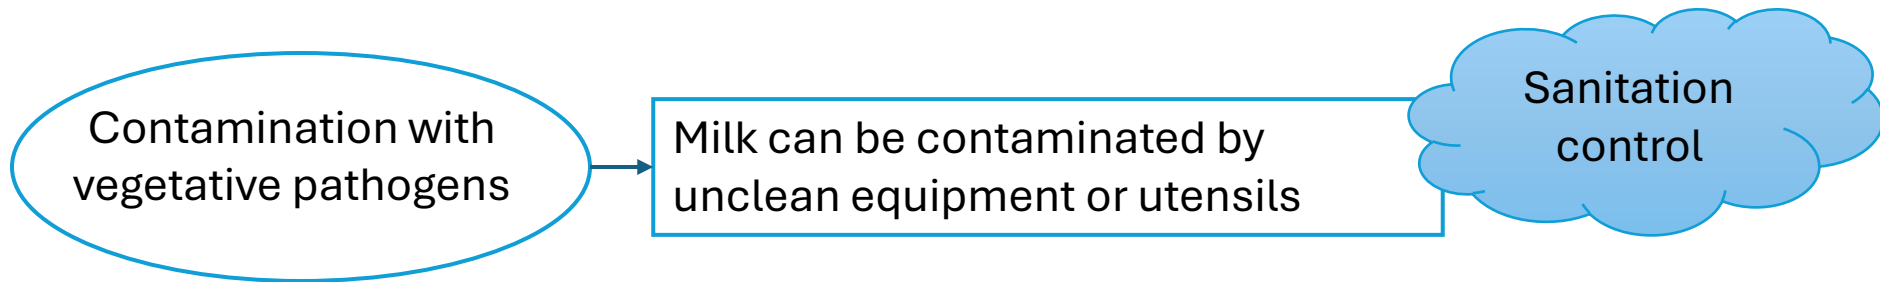 Contamination with
vegetative pathogens
Milk can be contaminated by
unclean equipment or utensils
Sanitation
control